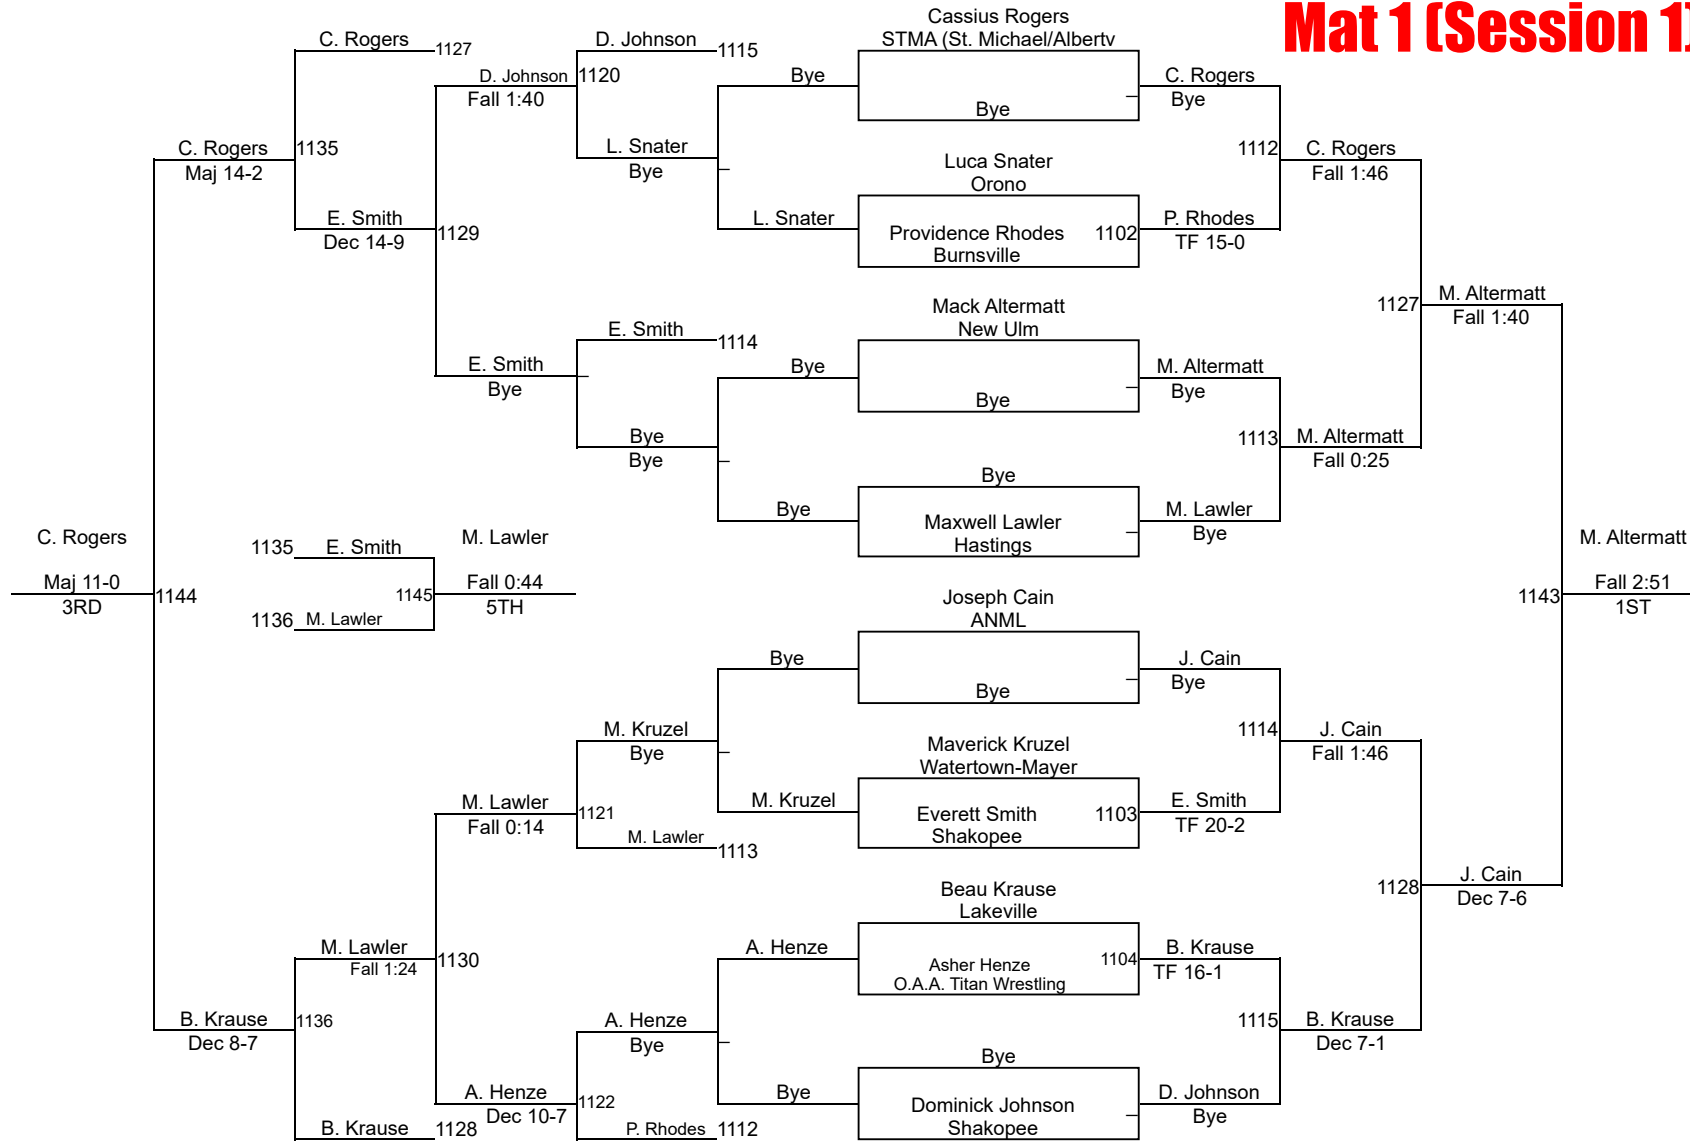 Mat 1 (Session 1)
Cassius Rogers
STMA (St. Michael/Albertv
C. Rogers
1127
D. Johnson
1115
D. Johnson
1120
Fall 1:40
Bye
Bye
C. Rogers
Bye
C. Rogers
1135
Maj 14-2
L. Snater
Bye
1112
C. Rogers
Fall 1:46
Luca Snater
Orono
E. Smith
Dec 14-9
1129
L. Snater
Providence Rhodes
1102
Burnsville
P. Rhodes
TF 15-0
Mack Altermatt
New Ulm
1127
M. Altermatt
Fall 1:40
E. Smith
1114
E. Smith
Bye
Bye
Bye
M. Altermatt
Bye
Bye
Bye
1113
M. Altermatt
Fall 0:25
Bye
Bye
Maxwell Lawler
Hastings
M. Lawler
Bye
C. Rogers
Maj 11-0
3RD
1144
1135
E. Smith
1136
M. Lawler
1145
M. Lawler
Fall 0:44
5TH
M. Altermatt
1143
Fall 2:51
1ST
Joseph Cain
ANML
Bye
Bye
J. Cain
Bye
M. Kruzel
Bye
1114
J. Cain
Fall 1:46
Maverick Kruzel
Watertown-Mayer
M. Lawler
Fall 0:14
1121
M. Lawler
1113
M. Kruzel
Everett Smith
1103
Shakopee
E. Smith
TF 20-2
Beau Krause
Lakeville
1128
J. Cain
Dec 7-6
M. Lawler
Fall 1:24
1130
A. Henze
Asher Henze
1104
O.A.A. Titan Wrestling
B. Krause
TF 16-1
B. Krause
1136
Dec 8-7
A. Henze
Bye
1115
B. Krause
Dec 7-1
Bye
A. Henze
Dec 10-7
1122
Bye
Dominick Johnson
Shakopee
D. Johnson
Bye
B. Krause
1128
P. Rhodes
1112